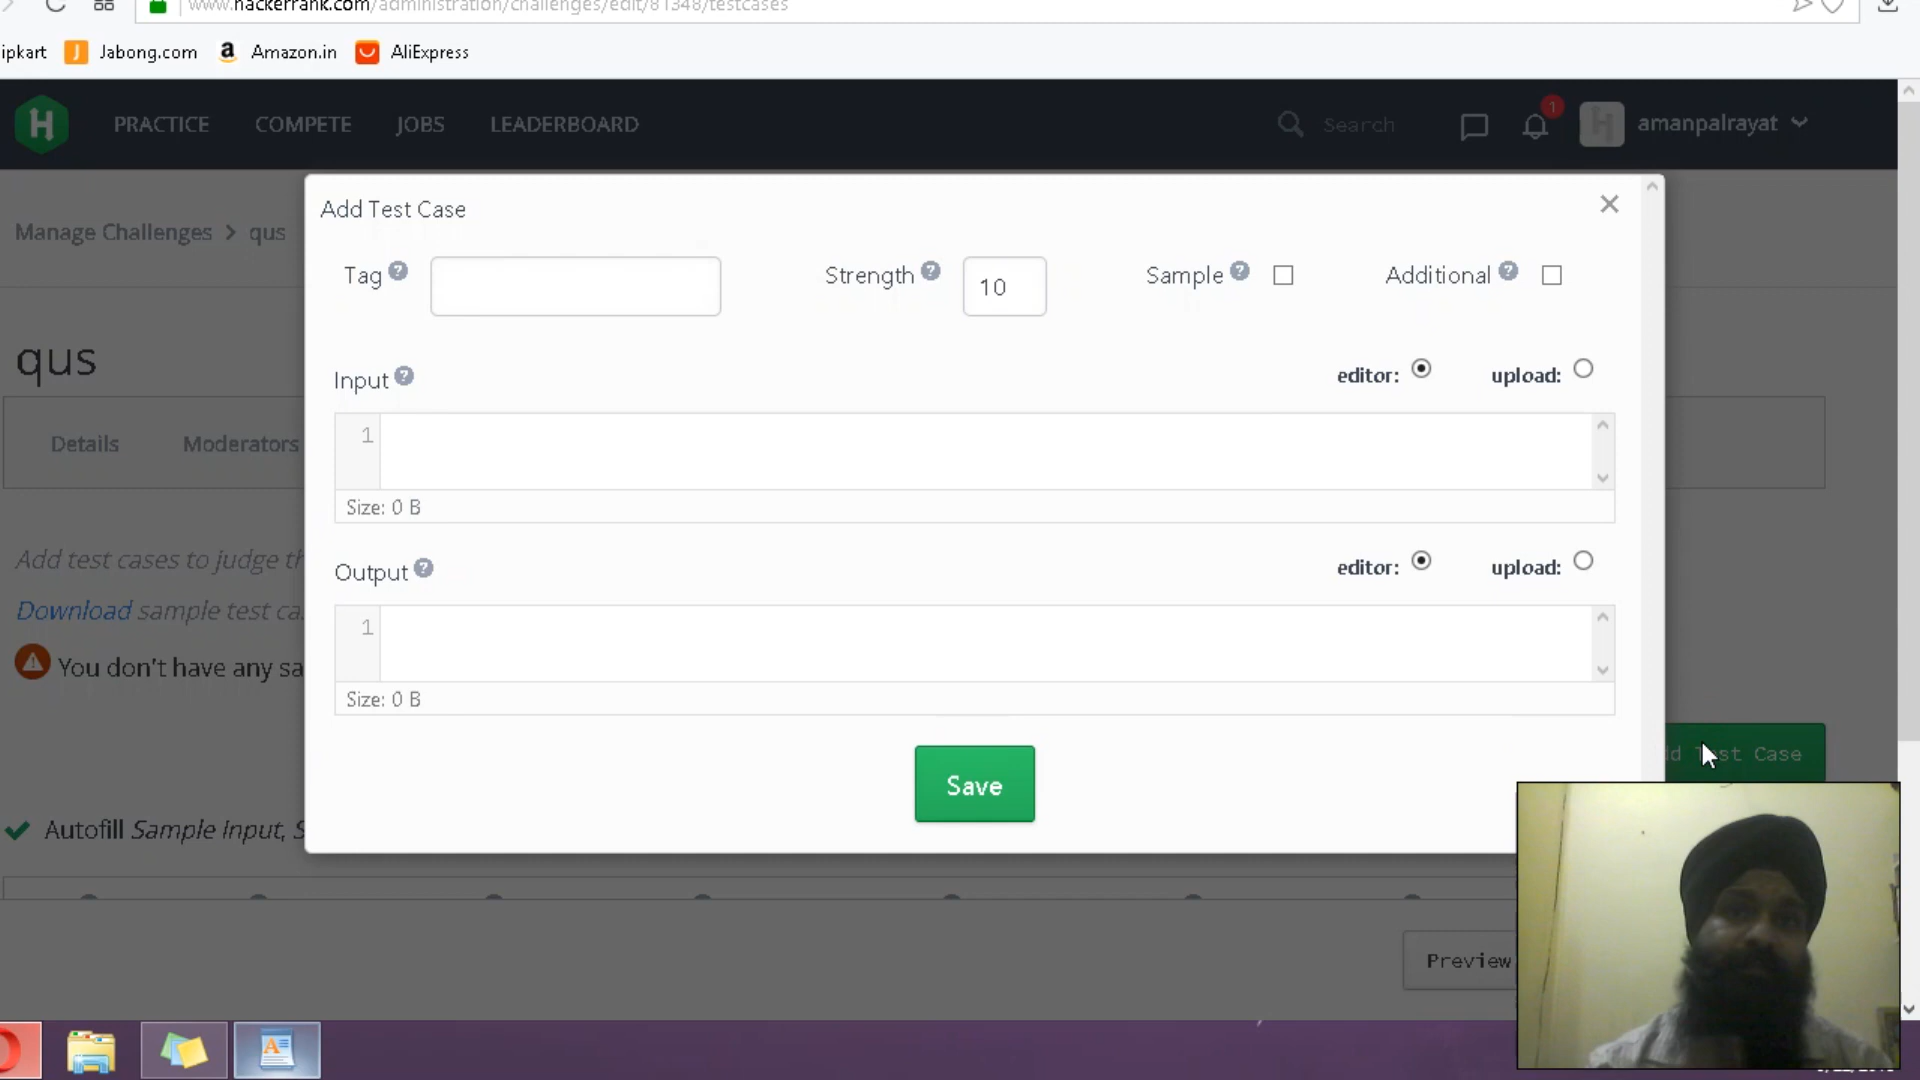 www.hackerrank.com/administration/challenges/edit/81348/testcases
ipkart
Jabong.com
Amazon.in
AliExpress
H
PRACTICE
COMPETE
JOBS
LEADERBOARD
Search
1
amanpalrayat
Manage Challenges > qus
qus
Details
Moderators
Add test cases to judge th
Download sample test ca
You don't have any sa
Add Test Case
Tag
Strength
10
Sample
Additional
Input
editor:
upload:
1
Size: 0 B
Output
editor:
upload:
1
Size: 0 B
Save
d Test Case
Autofill Sample Input, S
Preview